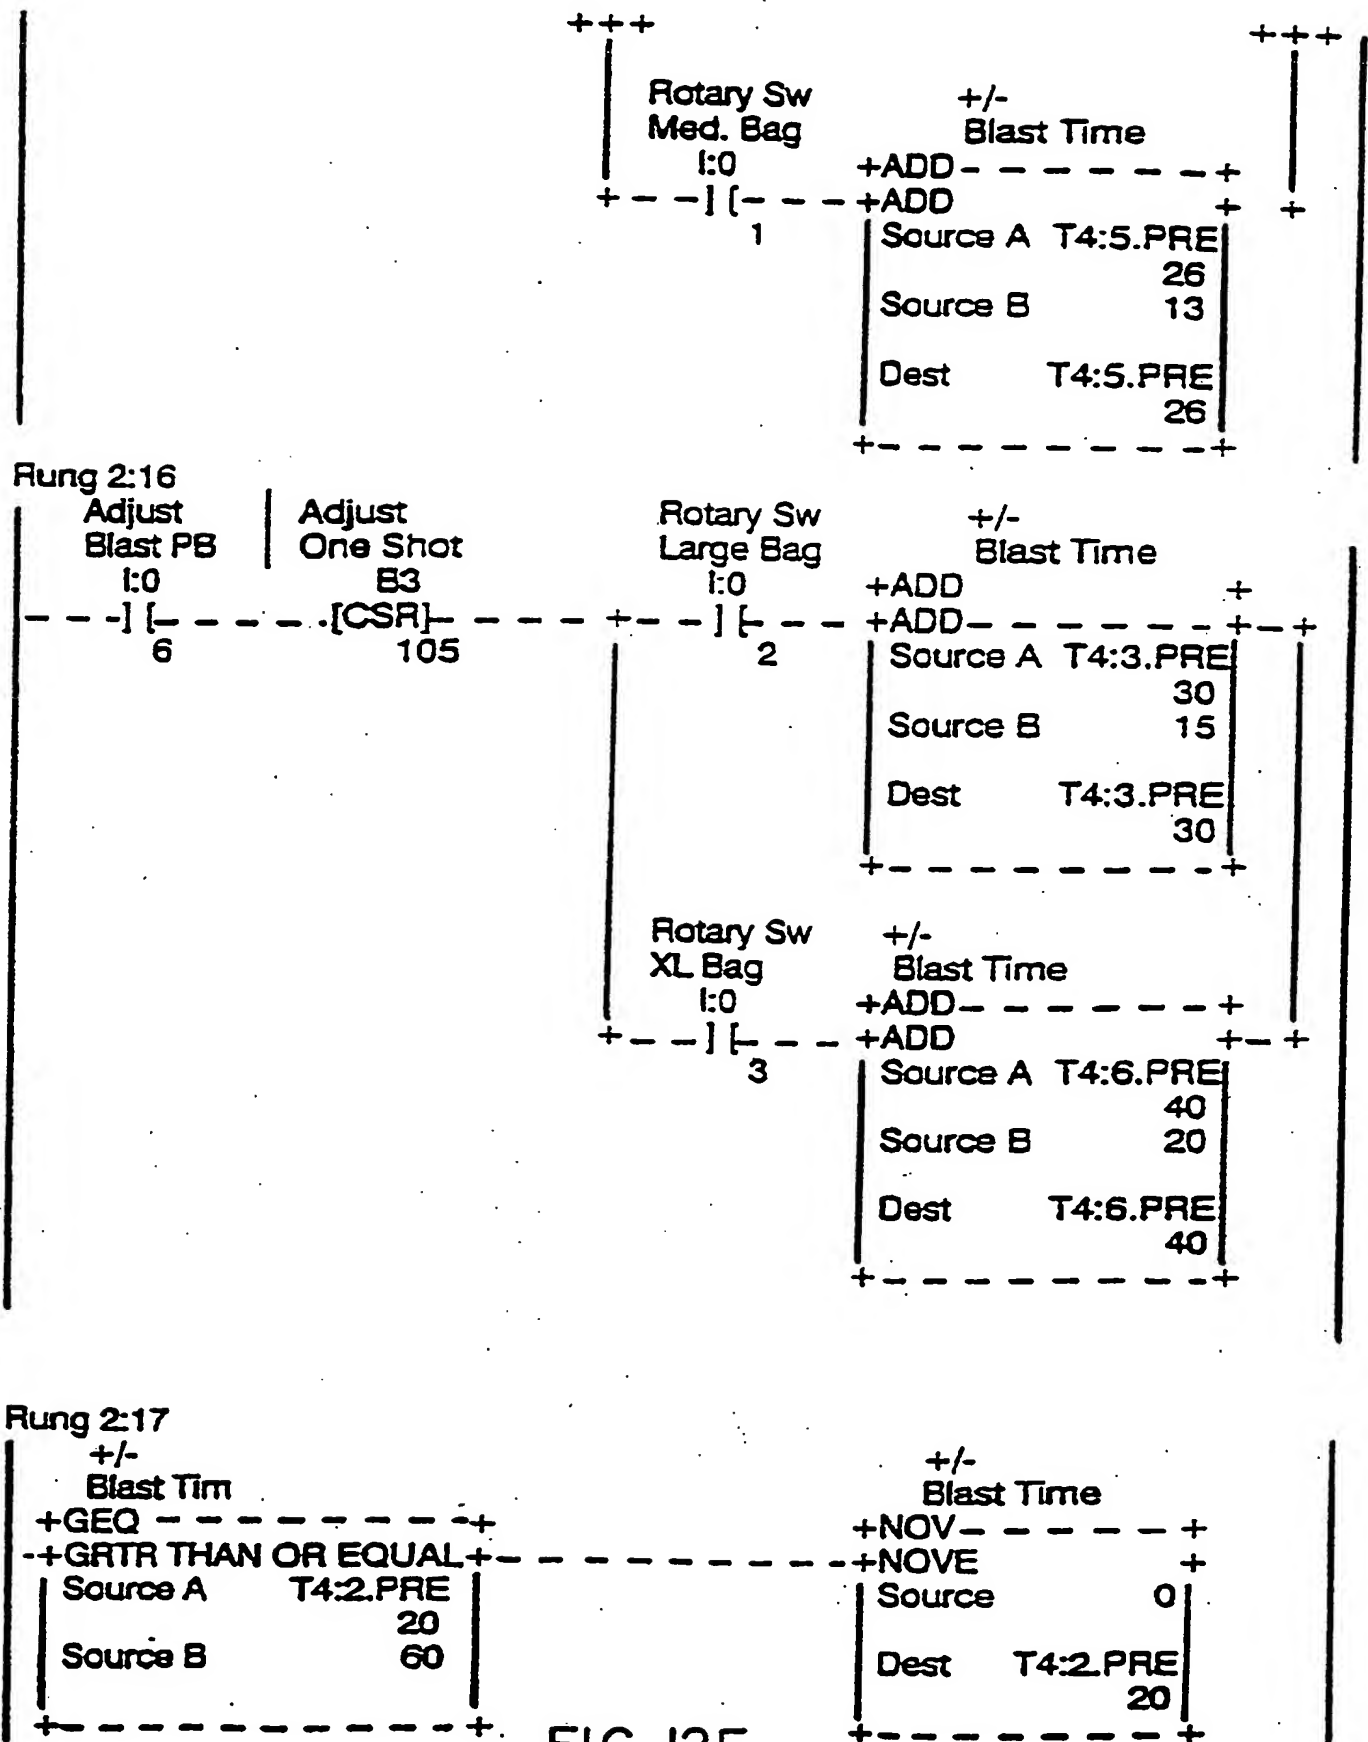 +++ +++
Rotary Sw +/-
Med. Bag Blast Time
I:0 +ADD- - - - - - -+
+ - -] [- - - -+ADD + +
1 Source A T4:5.PRE
26
Source B 13
Dest T4:5.PRE
26
+- - - - - - - -+
Rung 2:16
Adjust | Adjust Rotary Sw +/-
Blast PB | One Shot Large Bag Blast Time
I:0 B3 I:0 +ADD +
- - -] [- - - -.[CSR]- - - - +- - -] [- - - +ADD- - - - - - -+-+
6 105 2 Source A T4:3.PRE
30
Source B 15
Dest T4:3.PRE
30
+- - - - - - - -+
Rotary Sw +/-
XL Bag Blast Time
I:0 +ADD- - - - - - -+
+ - -] [- - - +ADD +-+
3 Source A T4:6.PRE
40
Source B 20
Dest T4:6.PRE
40
+- - - - - - - -+
Rung 2:17
+/- +/-
Blast Tim Blast Time
+GEQ - - - - - - - -+ +NOV- - - - - -+
-+GRTR THAN OR EQUAL+- - - - - - - - -+NOVE +
Source A T4:2.PRE Source 0
20
Source B 60 Dest T4:2.PRE
20
+- - - - - - - - - -+ +- - - - - - -+